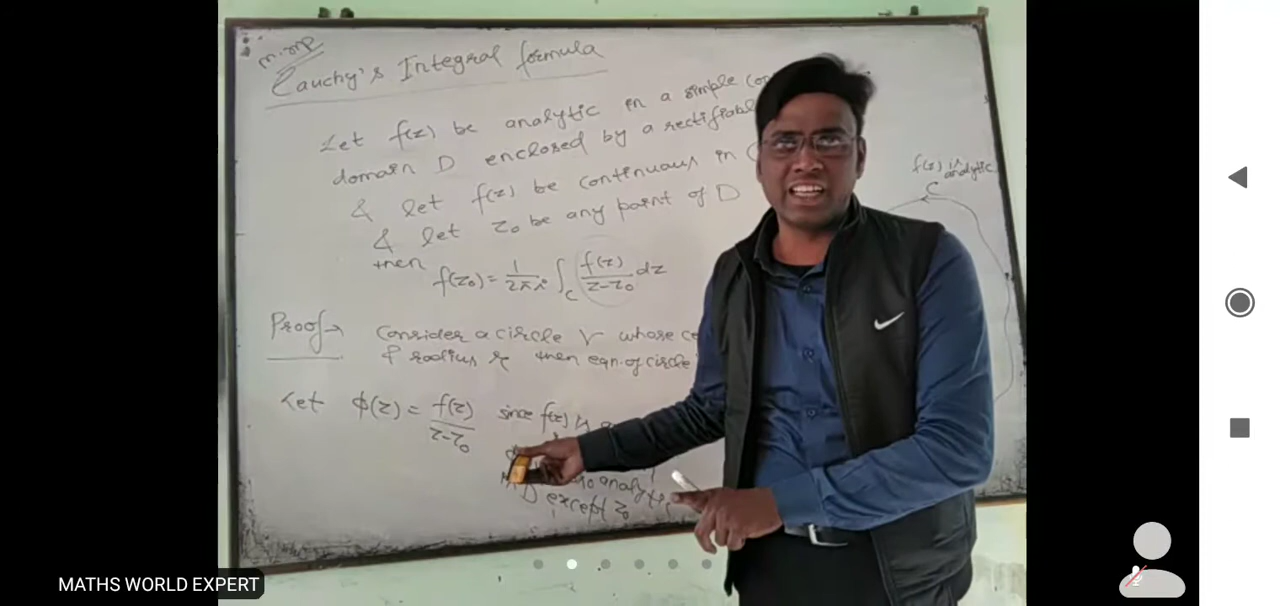 Cauchy's Integral formula
Let f(z) be analytic in a simple
domain D enclosed by a rectifiable
& let f(z) be continuous in
& let z₀ be any point of D
then
f(z₀) = 1/2πi ∫_C f(z)/z-z₀ dz
Proof→ Consider a circle γ whose
& radius r then eqn. of circle
Let φ(z) = f(z)/z-z₀ since f(z) is
analytic
D except z₀
f(z) is
analytic
C
MATHS WORLD EXPERT